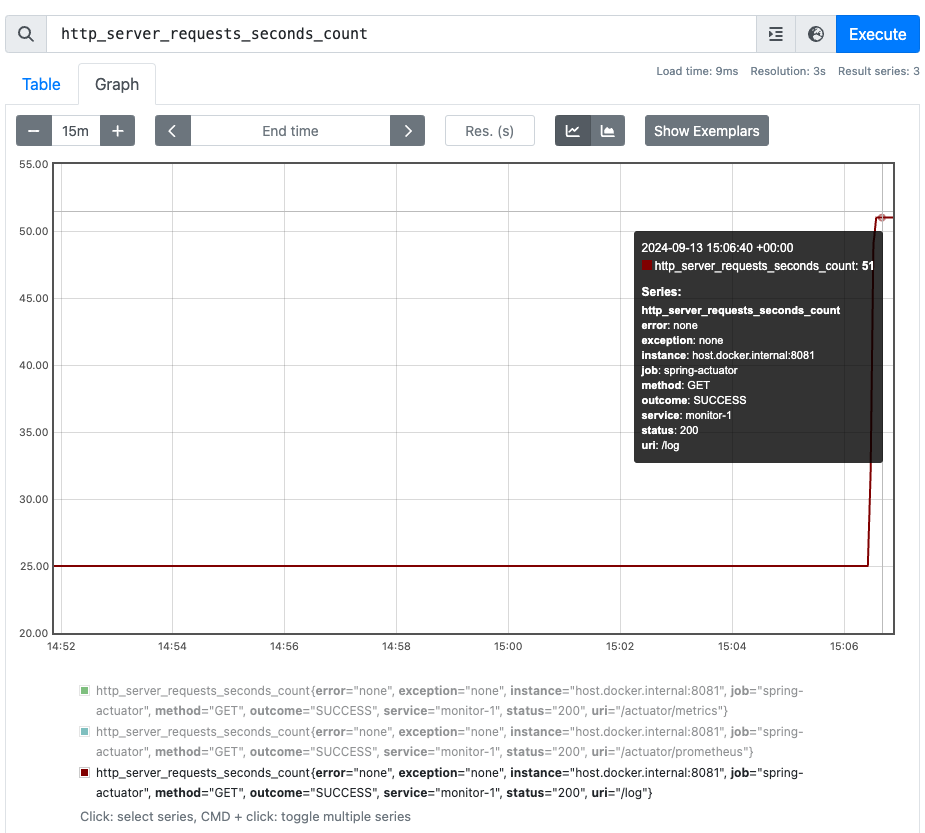 http_server_requests_seconds_count
Execute
Table
Graph
Load time: 9ms Resolution: 3s Result series: 3
15m
End time
Res. (s)
Show Exemplars
55.00
50.00
45.00
40.00
35.00
30.00
25.00
20.00
14:52 14:54 14:56 14:58 15:00 15:02 15:04 15:06
2024-09-13 15:06:40 +00:00
http_server_requests_seconds_count: 51
Series:
http_server_requests_seconds_count
error: none
exception: none
instance: host.docker.internal:8081
job: spring-actuator
method: GET
outcome: SUCCESS
service: monitor-1
status: 200
uri: /log
http_server_requests_seconds_count{error="none", exception="none", instance="host.docker.internal:8081", job="spring-
actuator", method="GET", outcome="SUCCESS", service="monitor-1", status="200", uri="/actuator/metrics"}
http_server_requests_seconds_count{error="none", exception="none", instance="host.docker.internal:8081", job="spring-
actuator", method="GET", outcome="SUCCESS", service="monitor-1", status="200", uri="/actuator/prometheus"}
http_server_requests_seconds_count{error="none", exception="none", instance="host.docker.internal:8081", job="spring-
actuator", method="GET", outcome="SUCCESS", service="monitor-1", status="200", uri="/log"}
Click: select series, CMD + click: toggle multiple series